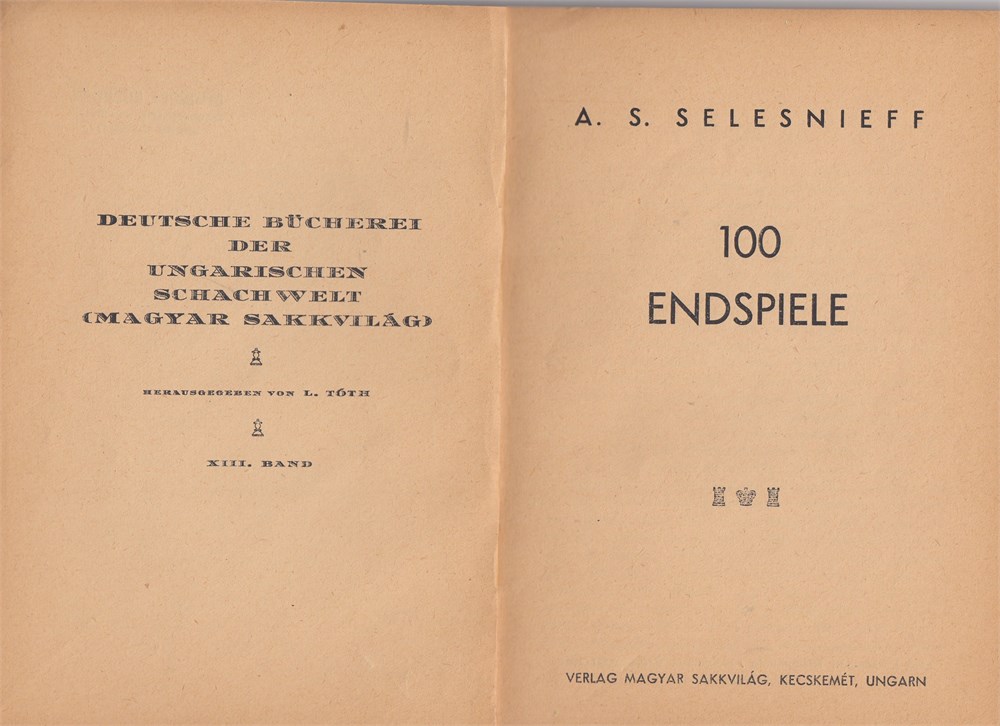 DEUTSCHE BÜCHEREI
DER
UNGARISCHEN
SCHACHWELT
(MAGYAR SAKKVILÁG)
HERAUSGEGEBEN VON L. TÓTH
XIII. BAND
A. S. SELESNIEFF
100
ENDSPIELE
VERLAG MAGYAR SAKKVILÁG, KECSKEMÉT, UNGARN